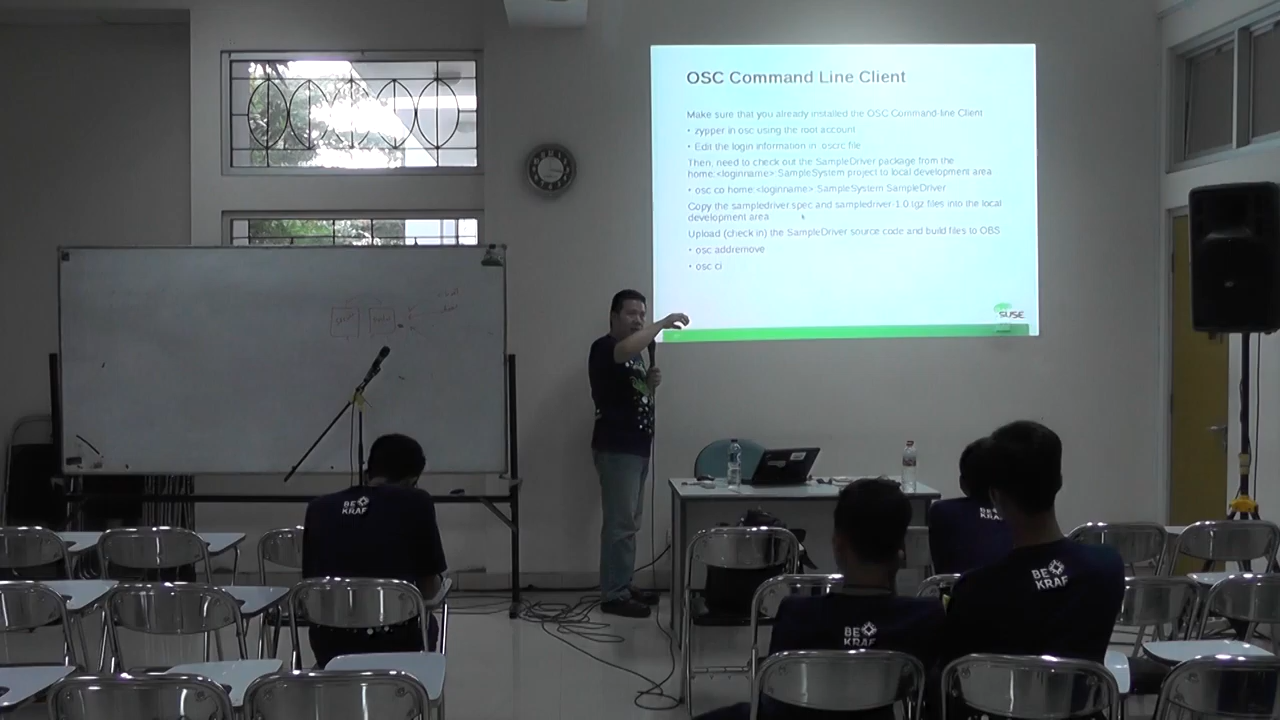 OSC Command Line Client
Make sure that you already installed the OSC Command-line Client
• zypper in osc using the root account
• Edit the login information in .oscrc file
Then, need to check out the SampleDriver package from the
home:<loginname> SampleSystem project to local development area
• osc co home:<loginname> SampleSystem SampleDriver
Copy the sampledriver.spec and sampledriver-1.0.tgz files into the local
development area
Upload (check in) the SampleDriver source code and build files to OBS
• osc addremove
• osc ci
SUSE
BE
KRAF
BE
KRAF
BE
KRAF
BE
KRAF